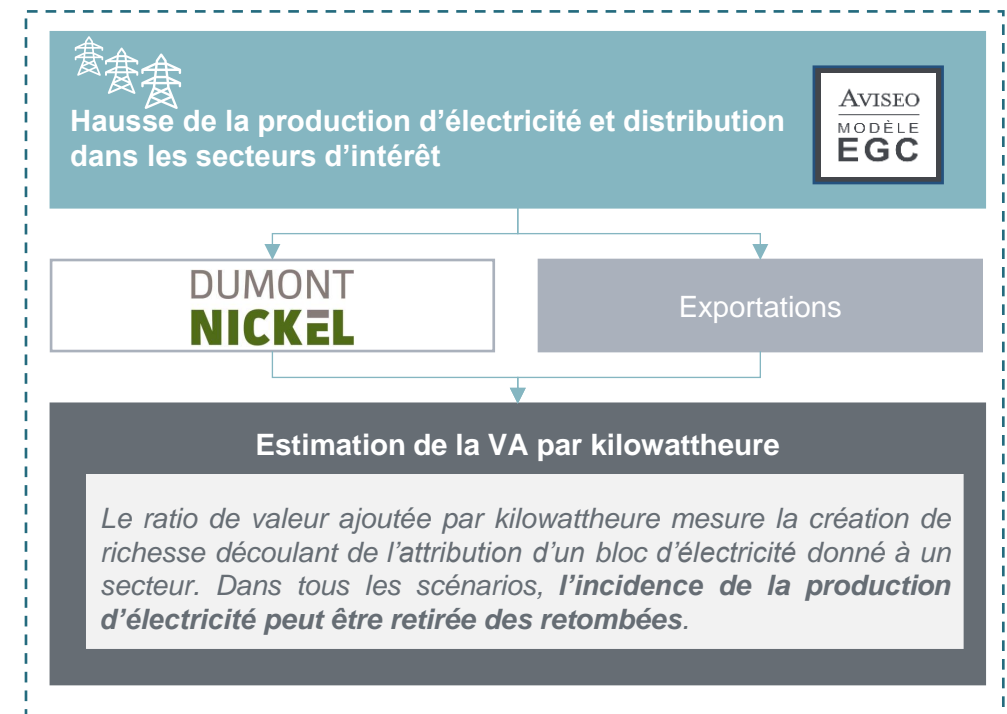 Hausse de la production d'électricité et distribution
dans les secteurs d'intérêt
AVISEO
MODÈLE
EGC
DUMONT
NICKEL
Exportations
Estimation de la VA par kilowattheure
Le ratio de valeur ajoutée par kilowattheure mesure la création de
richesse découlant de l'attribution d'un bloc d'électricité donné à un
secteur. Dans tous les scénarios, l'incidence de la production
d'électricité peut être retirée des retombées.